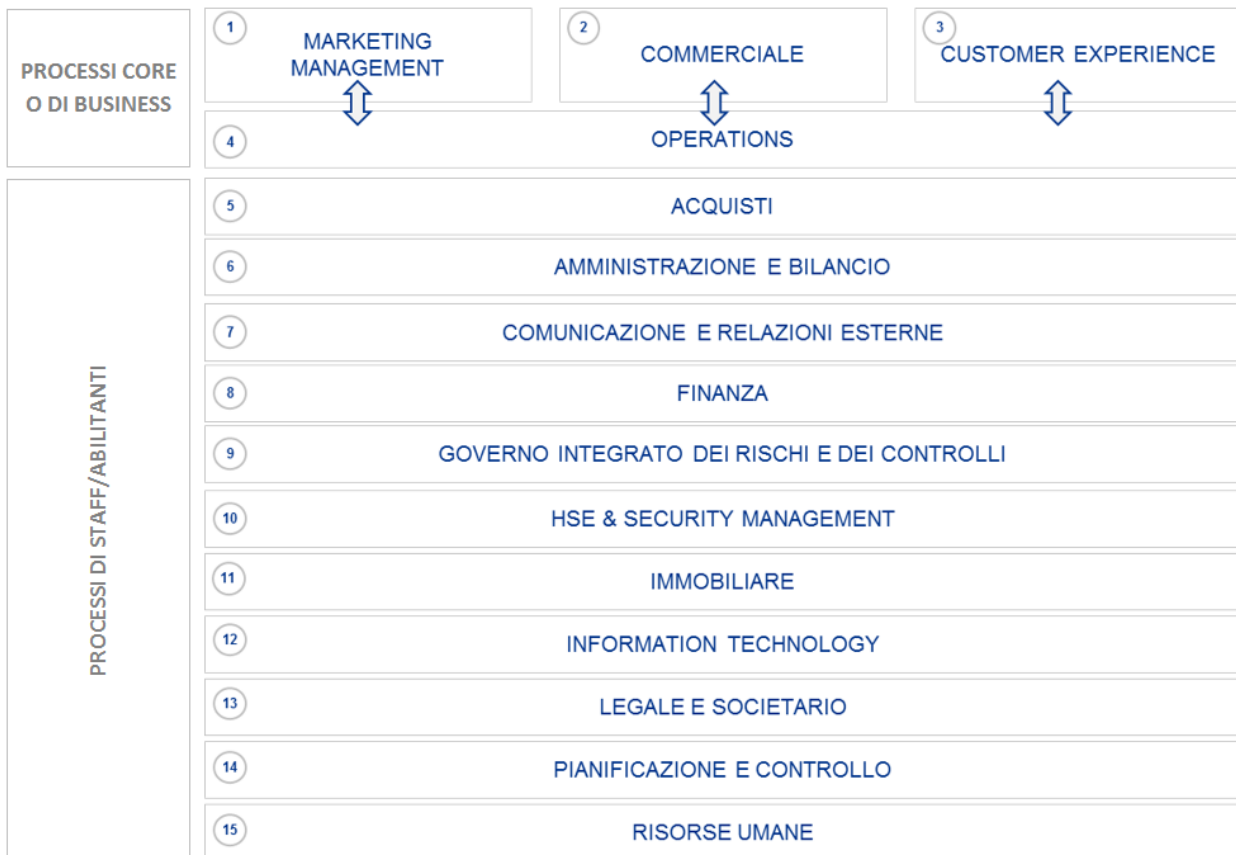 PROCESSI CORE
O DI BUSINESS
1
MARKETING
MANAGEMENT
2
COMMERCIALE
3
CUSTOMER EXPERIENCE
4
OPERATIONS
PROCESSI DI STAFF/ABILITANTI
5
ACQUISTI
6
AMMINISTRAZIONE E BILANCIO
7
COMUNICAZIONE E RELAZIONI ESTERNE
8
FINANZA
9
GOVERNO INTEGRATO DEI RISCHI E DEI CONTROLLI
10
HSE & SECURITY MANAGEMENT
11
IMMOBILIARE
12
INFORMATION TECHNOLOGY
13
LEGALE E SOCIETARIO
14
PIANIFICAZIONE E CONTROLLO
15
RISORSE UMANE